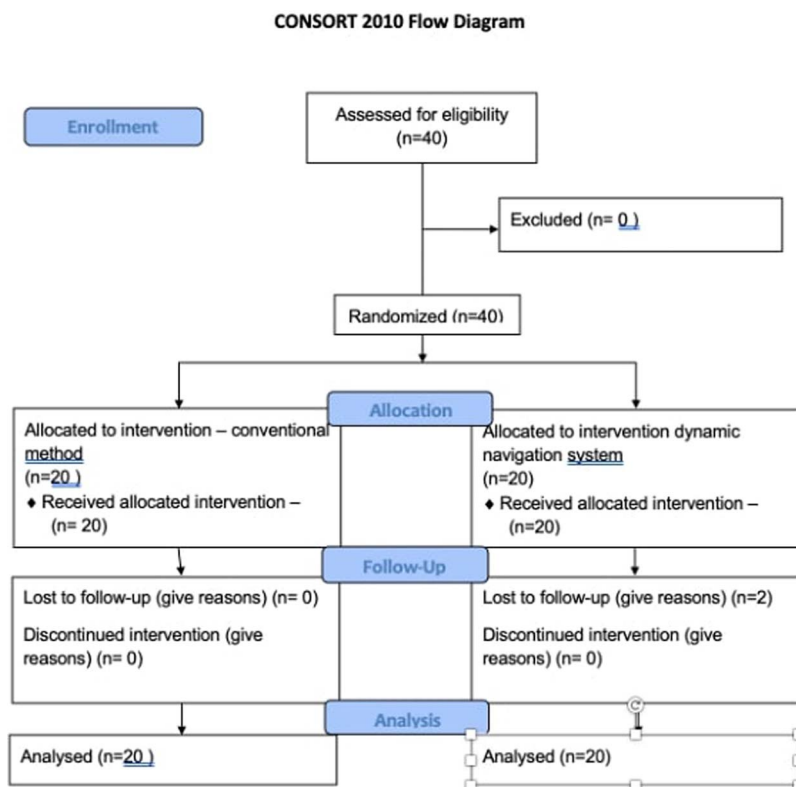 CONSORT 2010 Flow Diagram
Enrollment
Assessed for eligibility
(n=40)
Excluded (n= 0 )
Randomized (n=40)
Allocation
Allocated to intervention – conventional
method
(n=20 )
♦ Received allocated intervention –
(n= 20)
Allocated to intervention dynamic
navigation system
(n=20)
♦ Received allocated intervention –
(n=20)
Follow-Up
Lost to follow-up (give reasons) (n= 0)
Discontinued intervention (give
reasons) (n= 0)
Lost to follow-up (give reasons) (n=2)
Discontinued intervention (give
reasons) (n= 0)
Analysis
Analysed (n=20 )
Analysed (n=20)